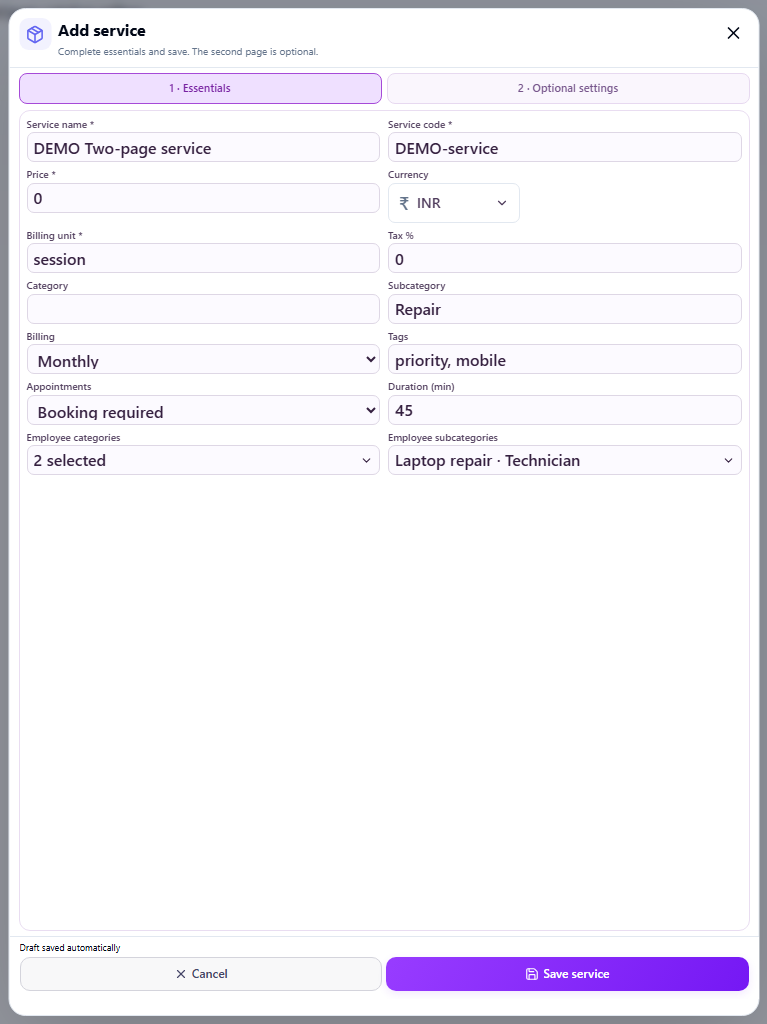 Add service
Complete essentials and save. The second page is optional.
1 · Essentials
2 · Optional settings
Service name *
Service code *
DEMO Two-page service
DEMO-service
Price *
Currency
0
₹ INR
Billing unit *
Tax %
session
0
Category
Subcategory
Repair
Billing
Tags
Monthly
priority, mobile
Appointments
Duration (min)
Booking required
45
Employee categories
Employee subcategories
2 selected
Laptop repair · Technician
Draft saved automatically
Cancel
Save service